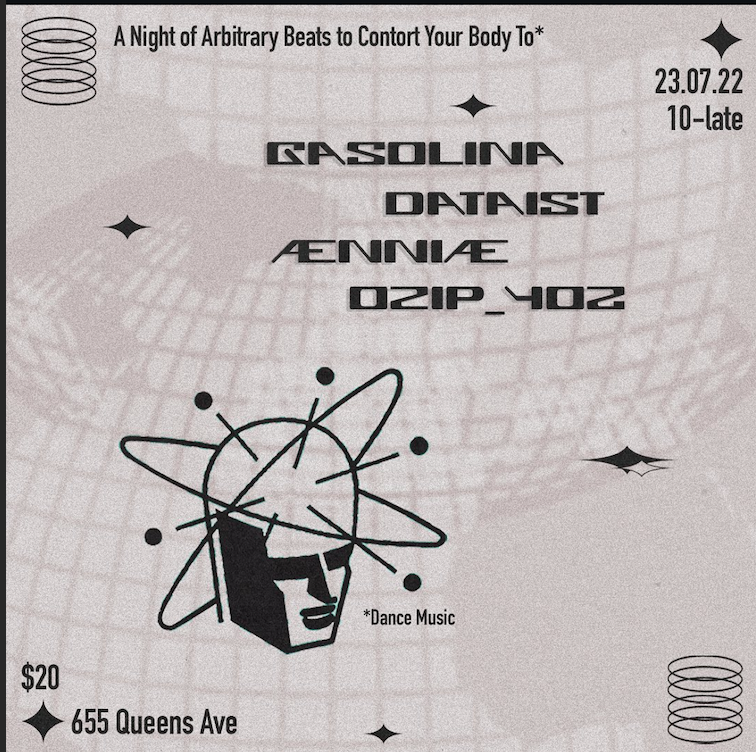 A Night of Arbitrary Beats to Contort Your Body To*
23.07.22
10-late
GASOLINA
DATAIST
ÆNNIÆ
OZIP_4OZ
*Dance Music
$20
655 Queens Ave